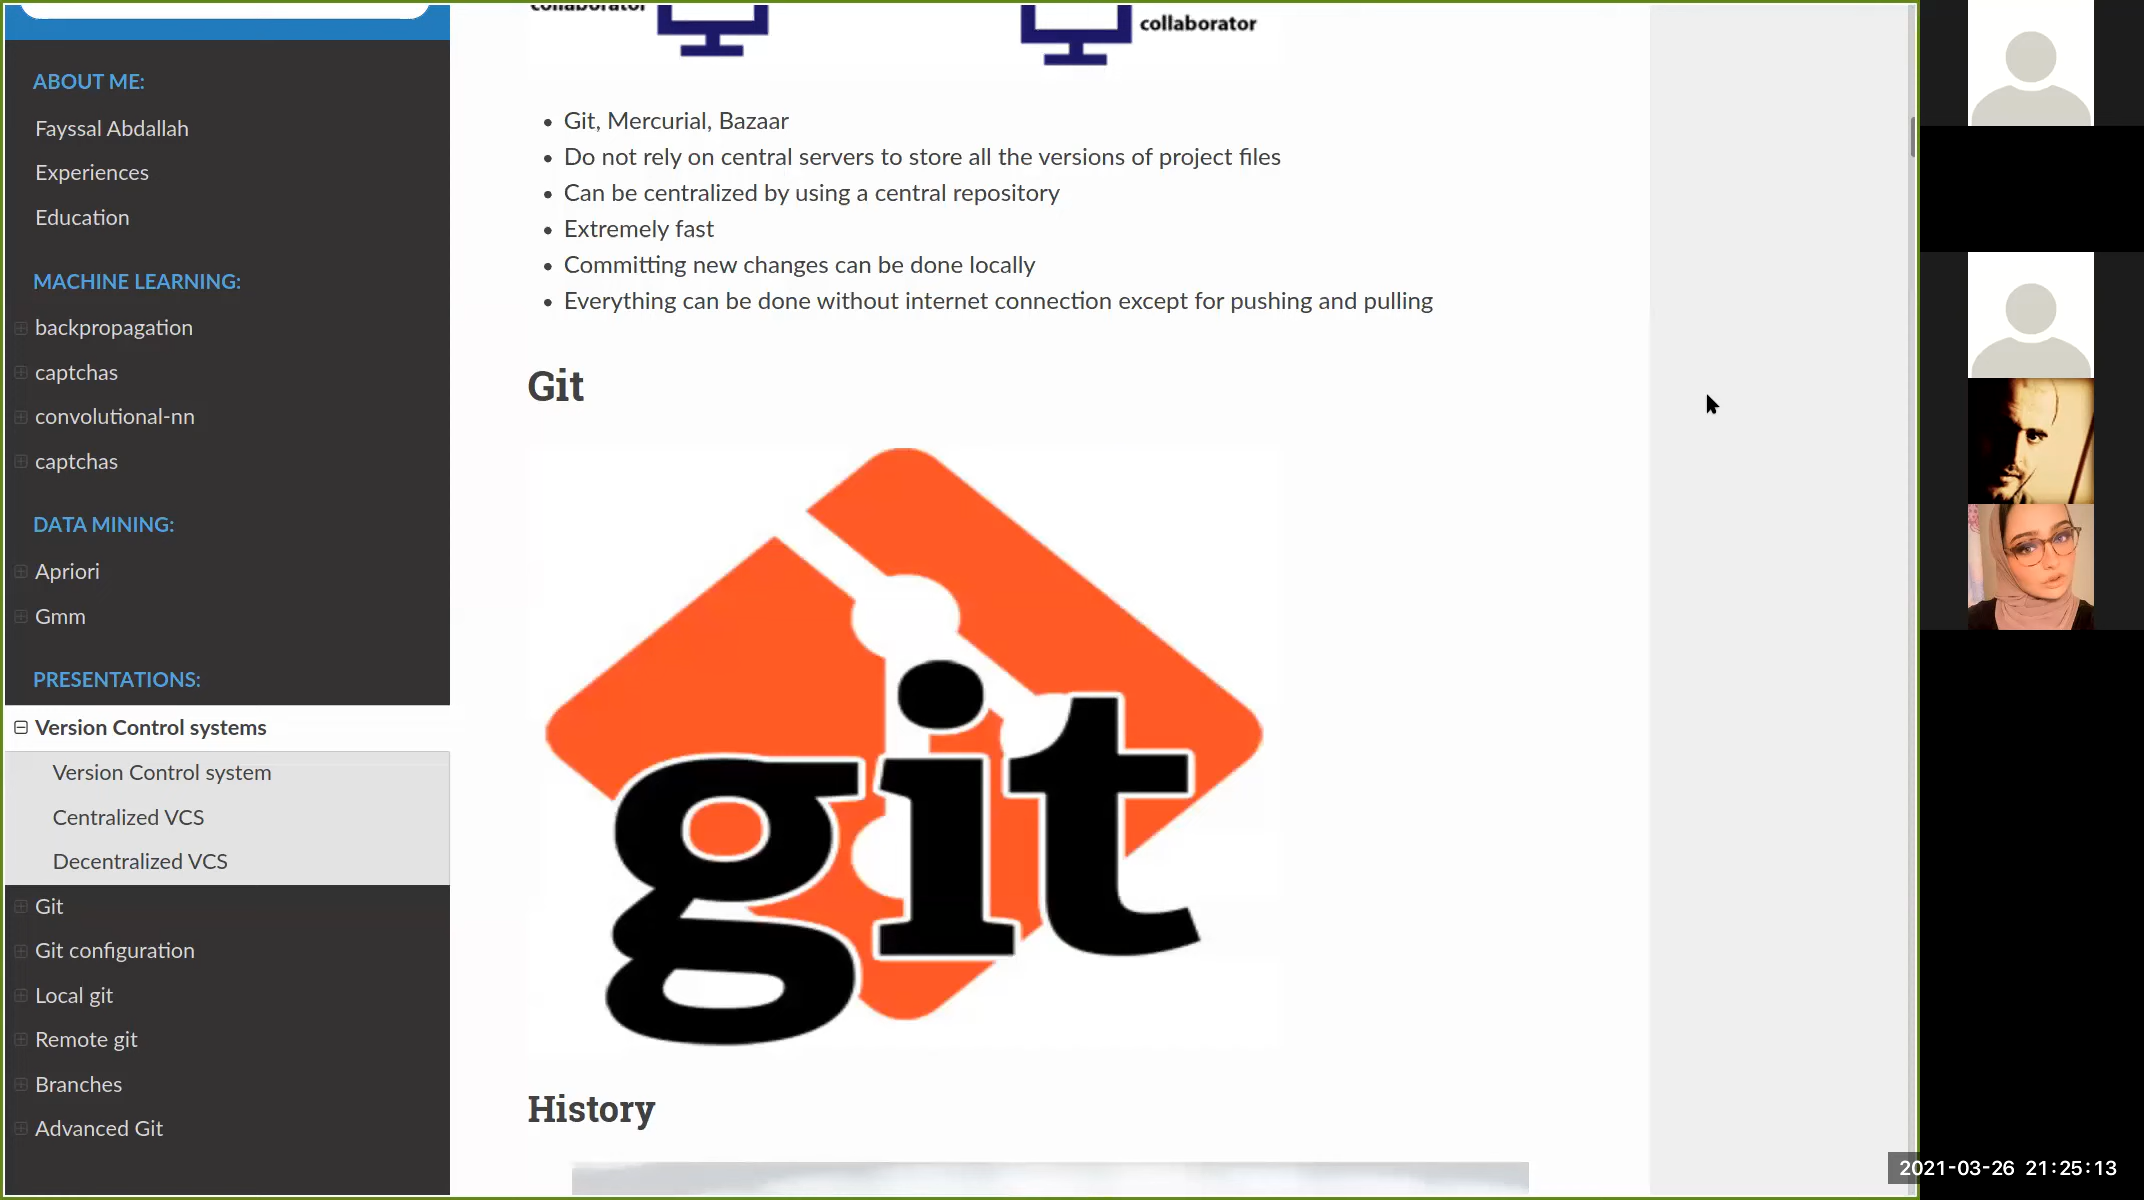 ABOUT ME:
Fayssal Abdallah
Experiences
Education
MACHINE LEARNING:
backpropagation
captchas
convolutional-nn
captchas
DATA MINING:
Apriori
Gmm
PRESENTATIONS:
Version Control systems
Version Control system
Centralized VCS
Decentralized VCS
Git
Git configuration
Local git
Remote git
Branches
Advanced Git
collaborator
collaborator
Git, Mercurial, Bazaar
Do not rely on central servers to store all the versions of project files
Can be centralized by using a central repository
Extremely fast
Committing new changes can be done locally
Everything can be done without internet connection except for pushing and pulling
Git
git
History
2021-03-26 21:25:13